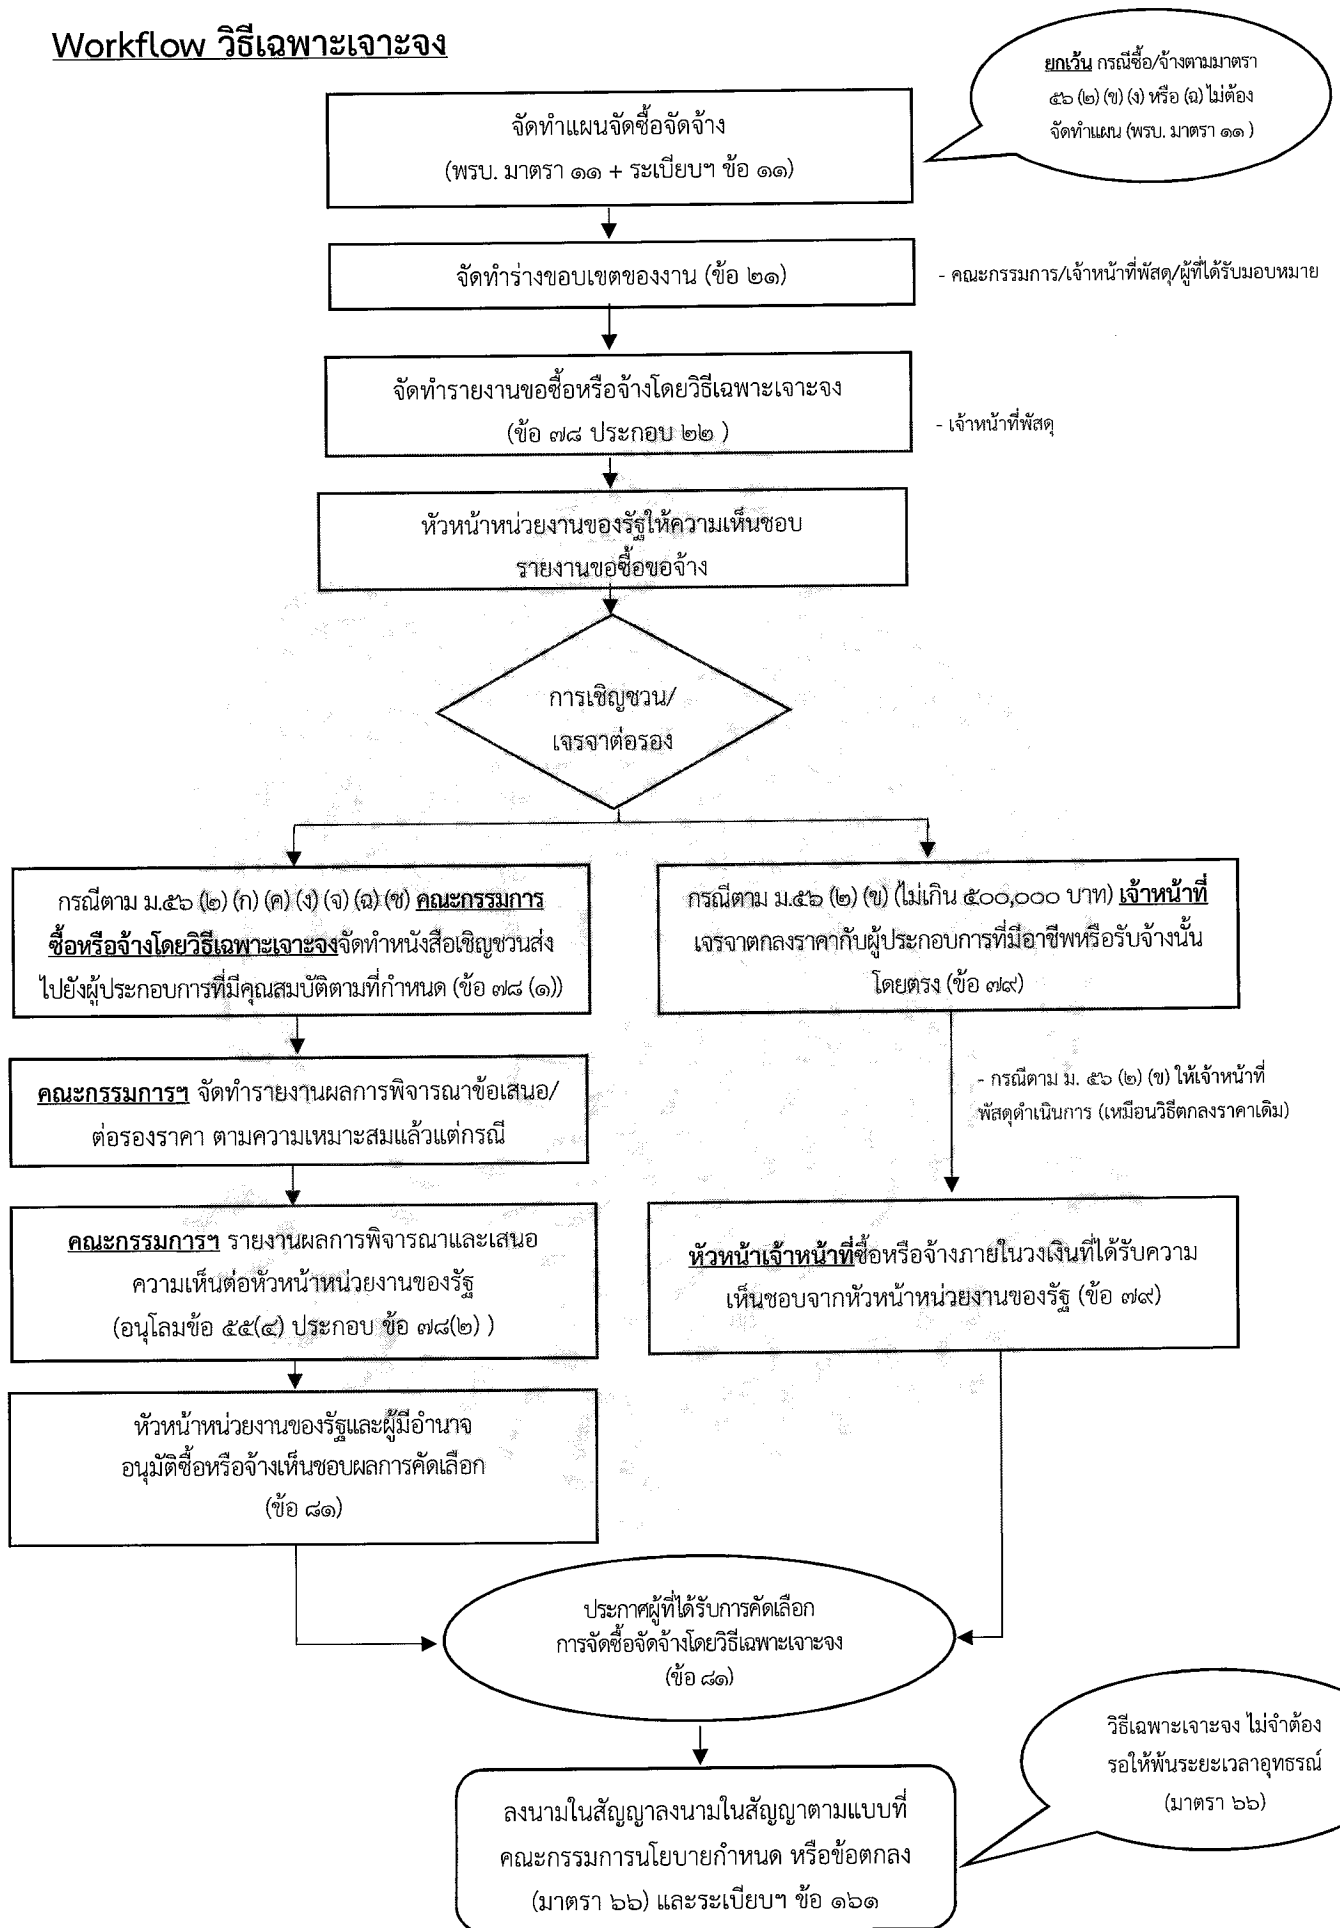 Workflow วิธีเฉพาะเจาะจง
ยกเว้น กรณีซื้อ/จ้างตามมาตรา
๕๖ (๒) (ข) (ง) หรือ (ฉ) ไม่ต้อง
จัดทำแผน (พรบ. มาตรา ๑๑ )
จัดทำแผนจัดซื้อจัดจ้าง
(พรบ. มาตรา ๑๑ + ระเบียบฯ ข้อ ๑๑)
จัดทำร่างขอบเขตของงาน (ข้อ ๒๑)
- คณะกรรมการ/เจ้าหน้าที่พัสดุ/ผู้ที่ได้รับมอบหมาย
จัดทำรายงานขอซื้อหรือจ้างโดยวิธีเฉพาะเจาะจง
(ข้อ ๗๘ ประกอบ ๒๒ )
- เจ้าหน้าที่พัสดุ
หัวหน้าหน่วยงานของรัฐให้ความเห็นชอบ
รายงานขอซื้อขอจ้าง
การเชิญชวน/
เจรจาต่อรอง
กรณีตาม ม.๕๖ (๒) (ก) (ค) (ง) (จ) (ฉ) (ช) คณะกรรมการ
ซื้อหรือจ้างโดยวิธีเฉพาะเจาะจงจัดทำหนังสือเชิญชวนส่ง
ไปยังผู้ประกอบการที่มีคุณสมบัติตามที่กำหนด (ข้อ ๗๘ (๑))
กรณีตาม ม.๕๖ (๒) (ข) (ไม่เกิน ๕๐๐,๐๐๐ บาท) เจ้าหน้าที่
เจรจาตกลงราคากับผู้ประกอบการที่มีอาชีพหรือรับจ้างนั้น
โดยตรง (ข้อ ๗๙)
คณะกรรมการฯ จัดทำรายงานผลการพิจารณาข้อเสนอ/
ต่อรองราคา ตามความเหมาะสมแล้วแต่กรณี
- กรณีตาม ม. ๕๖ (๒) (ข) ให้เจ้าหน้าที่
พัสดุดำเนินการ (เหมือนวิธีตกลงราคาเดิม)
คณะกรรมการฯ รายงานผลการพิจารณาและเสนอ
ความเห็นต่อหัวหน้าหน่วยงานของรัฐ
(อนุโลมข้อ ๕๕(๔) ประกอบ ข้อ ๗๘(๒) )
หัวหน้าเจ้าหน้าที่ซื้อหรือจ้างภายในวงเงินที่ได้รับความ
เห็นชอบจากหัวหน้าหน่วยงานของรัฐ (ข้อ ๗๙)
หัวหน้าหน่วยงานของรัฐและผู้มีอำนาจ
อนุมัติซื้อหรือจ้างเห็นชอบผลการคัดเลือก
(ข้อ ๘๑)
ประกาศผู้ที่ได้รับการคัดเลือก
การจัดซื้อจัดจ้างโดยวิธีเฉพาะเจาะจง
(ข้อ ๘๑)
วิธีเฉพาะเจาะจง ไม่จำต้อง
รอให้พ้นระยะเวลาอุทธรณ์
(มาตรา ๖๖)
ลงนามในสัญญาลงนามในสัญญาตามแบบที่
คณะกรรมการนโยบายกำหนด หรือข้อตกลง
(มาตรา ๖๖) และระเบียบฯ ข้อ ๑๖๑